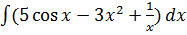 ∫(5 cos x − 3x² + 1/x) dx